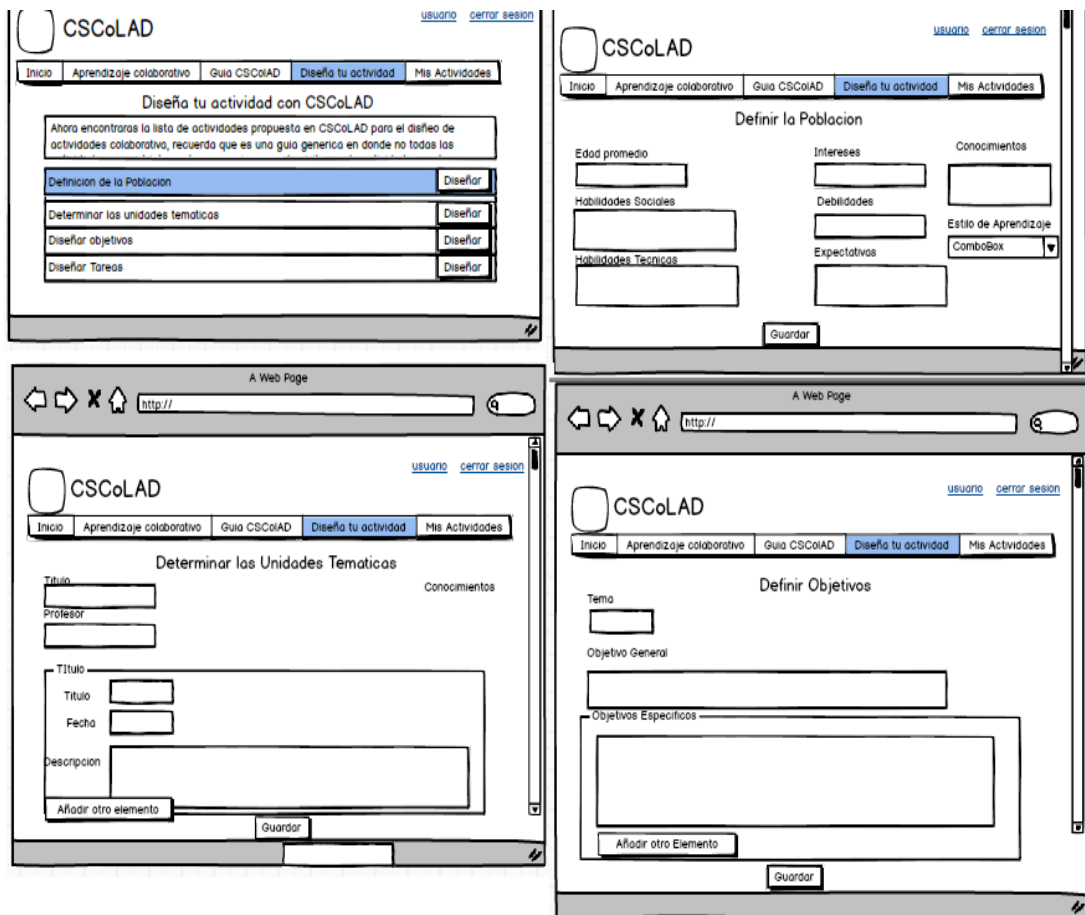 usuario cerrar sesion
CSCoLAD
Inicio Aprendizaje colaborativo Guia CSColAD Diseña tu actividad Mis Actividades
Diseña tu actividad con CSCoLAD
Ahora encontraras la lista de actividades propuesta en CSCoLAD para el disñeo de
actividades colaborativa, recuerda que es una guia generica en donde no todas las
Definicion de la Poblacion Diseñar
Determinar las unidades tematicas Diseñar
Diseñar objetivos Diseñar
Diseñar Tareas Diseñar
usuario cerrar sesion
CSCoLAD
Inicio Aprendizaje colaborativo Guia CSColAD Diseña tu actividad Mis Actividades
Definir la Poblacion
Edad promedio Intereses Conocimientos
Habilidades Sociales Debilidades
Estilo de Aprendizaje
ComboBox
Habilidades Tecnicas Expectativas
Guardar
A Web Page
http://
usuario cerrar sesion
CSCoLAD
Inicio Aprendizaje colaborativo Guia CSColAD Diseña tu actividad Mis Actividades
Determinar las Unidades Tematicas
Titulo Conocimientos
Profesor
TItulo
Titulo
Fecha
Descripcion
Añadir otro elemento
Guardar
A Web Page
http://
usuario cerrar sesion
CSCoLAD
Inicio Aprendizaje colaborativo Guia CSColAD Diseña tu actividad Mis Actividades
Definir Objetivos
Tema
Objetivo General
Objetivos Especificos
Añadir otro Elemento
Guardar